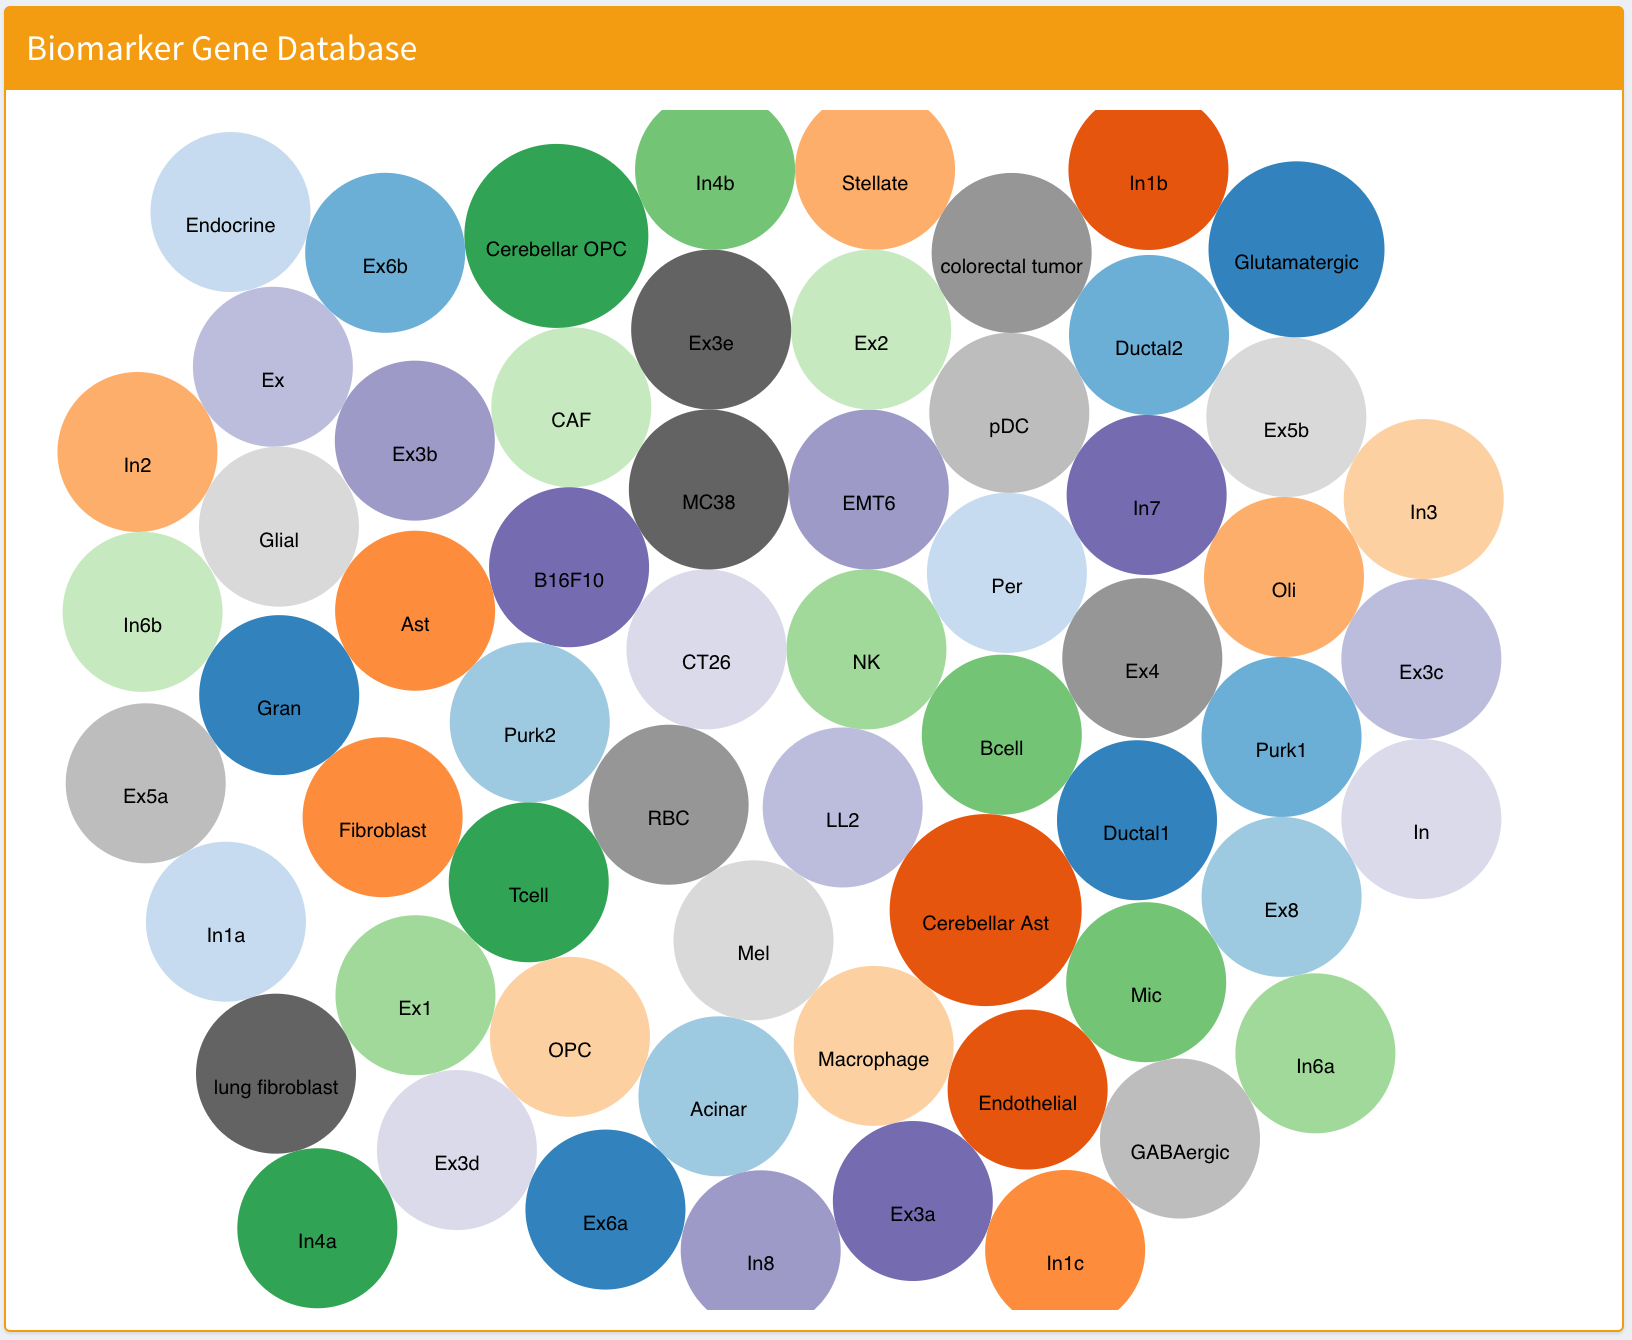 Biomarker Gene Database
In4b
Stellate
In1b
Endocrine
Cerebellar OPC
Glutamatergic
Ex6b
colorectal tumor
Ex3e
Ex2
Ductal2
Ex
CAF
pDC
Ex5b
In2
Ex3b
MC38
EMT6
In7
In3
Glial
B16F10
Per
Oli
In6b
Ast
CT26
NK
Ex4
Ex3c
Gran
Purk2
Bcell
Purk1
Ex5a
Fibroblast
RBC
LL2
Ductal1
In
In1a
Tcell
Cerebellar Ast
Ex8
Mel
Ex1
Mic
lung fibroblast
OPC
Macrophage
In6a
Acinar
Endothelial
Ex3d
GABAergic
In4a
Ex6a
Ex3a
In8
In1c